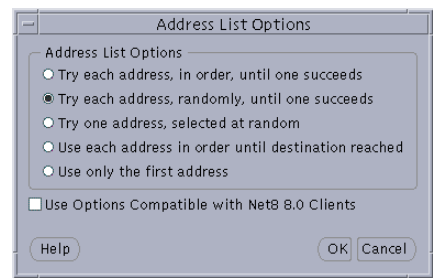 Address List Options
Address List Options
Try each address, in order, until one succeeds
Try each address, randomly, until one succeeds
Try one address, selected at random
Use each address in order until destination reached
Use only the first address
Use Options Compatible with Net8 8.0 Clients
Help OK Cancel